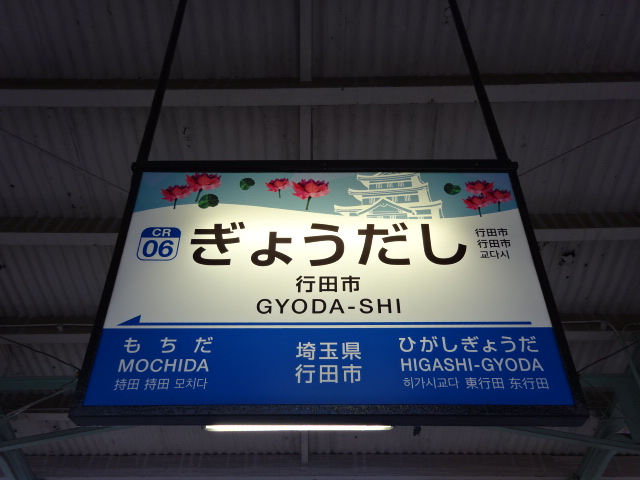 CR
06
ぎょうだし
行田市
行田市
교다시
行田市
GYODA-SHI
もちだ
MOCHIDA
持田 持田 모치다
埼玉県
行田市
ひがしぎょうだ
HIGASHI-GYODA
히가시교다 東行田 东行田